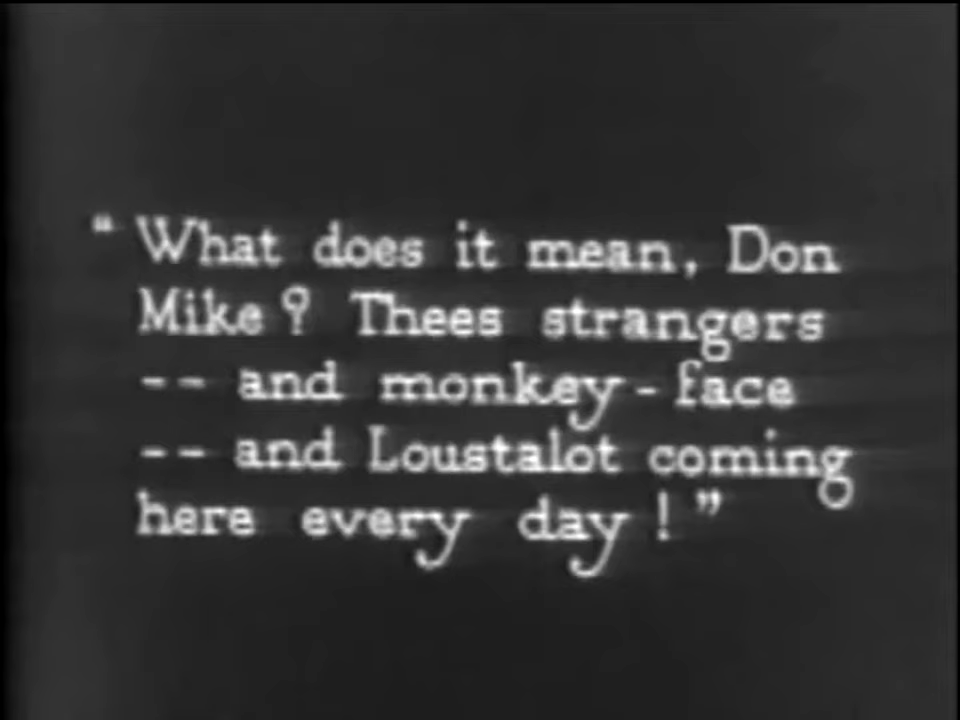 “What does it mean, Don
Mike? Thees strangers
-- and monkey-face
-- and Loustalot coming
here every day!”